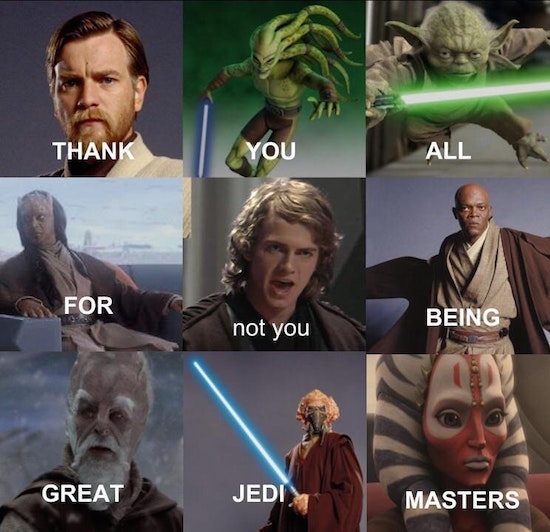 THANK
YOU
ALL
FOR
not you
BEING
GREAT
JEDI
MASTERS